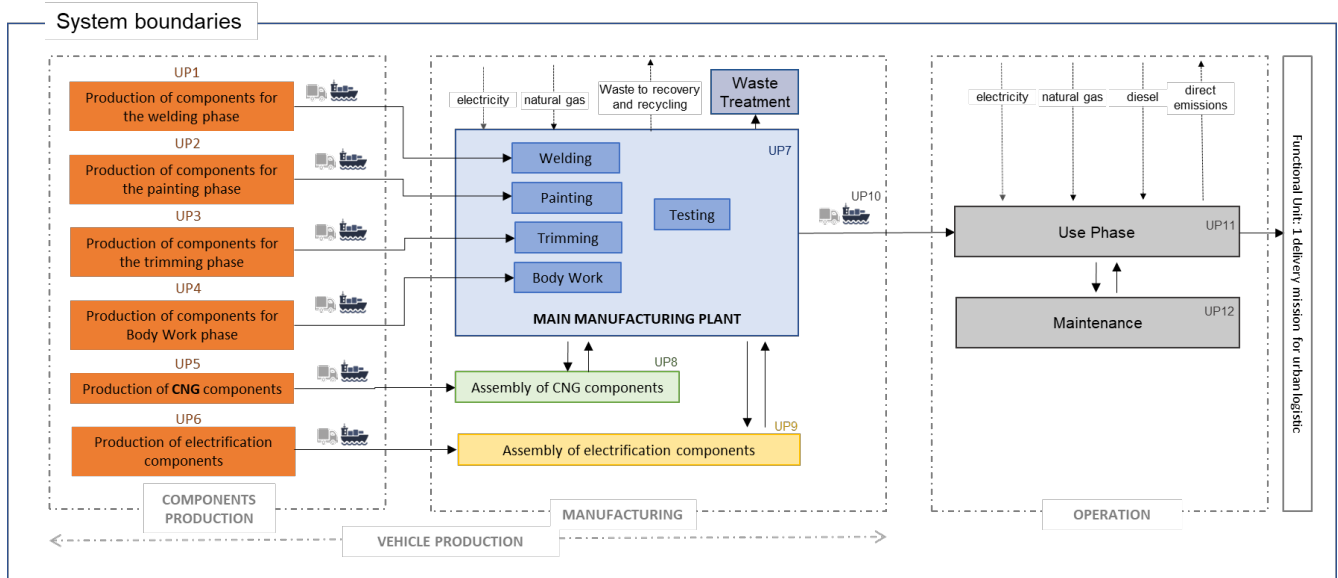 System boundaries
UP1
Production of components for
the welding phase
UP2
Production of components for
the painting phase
UP3
Production of components for
the trimming phase
UP4
Production of components for
Body Work phase
UP5
Production of CNG components
UP6
Production of electrification
components
COMPONENTS
PRODUCTION
electricity
natural gas
Waste to recovery
and recycling
Waste
Treatment
UP7
Welding
Painting
Trimming
Body Work
Testing
MAIN MANUFACTURING PLANT
UP8
Assembly of CNG components
UP9
Assembly of electrification components
MANUFACTURING
VEHICLE PRODUCTION
UP10
electricity
natural gas
diesel
direct
emissions
Use Phase
UP11
Maintenance
UP12
OPERATION
Functional Unit: 1 delivery mission for urban
logistic